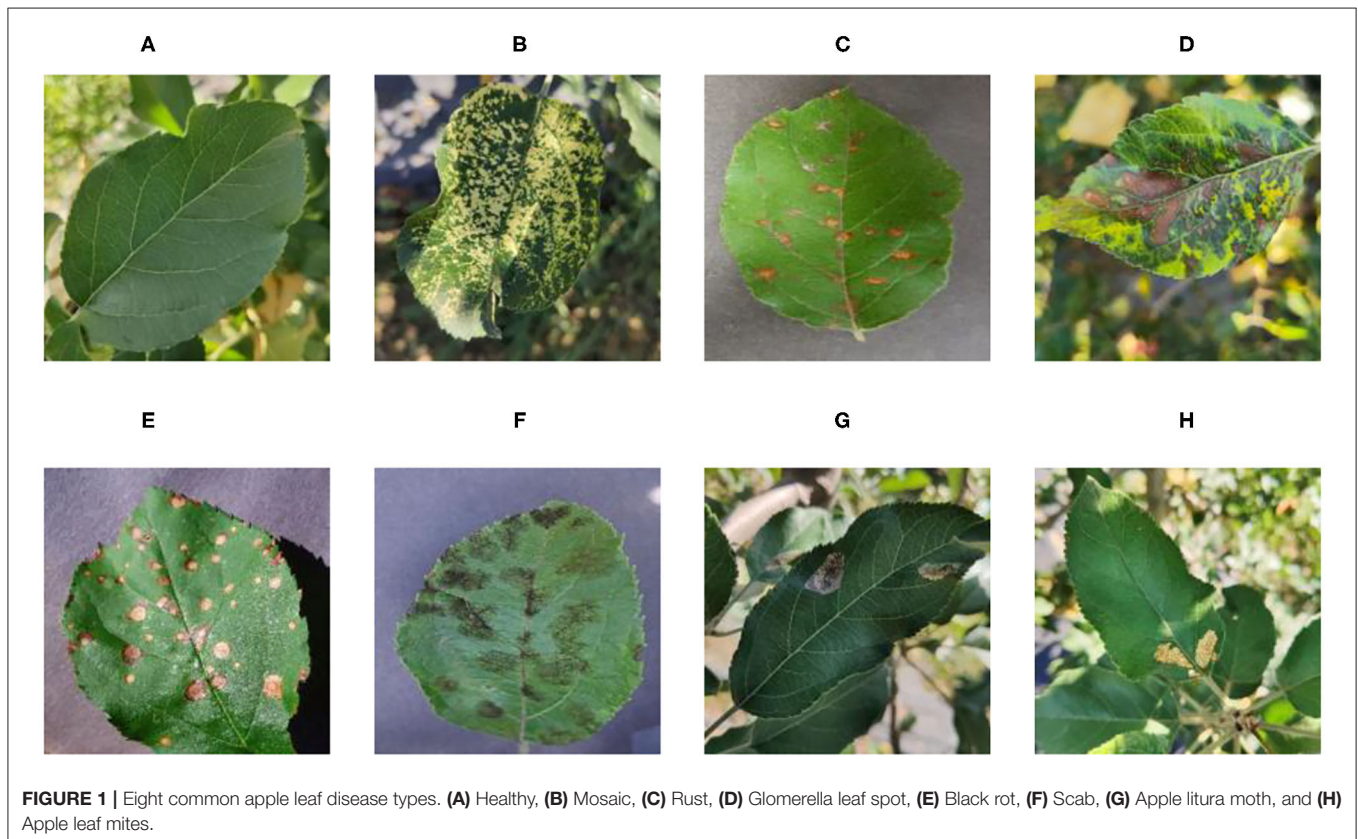 A B C D
E F G H
FIGURE 1 | Eight common apple leaf disease types. (A) Healthy, (B) Mosaic, (C) Rust, (D) Glomerella leaf spot, (E) Black rot, (F) Scab, (G) Apple litura moth, and (H)
Apple leaf mites.